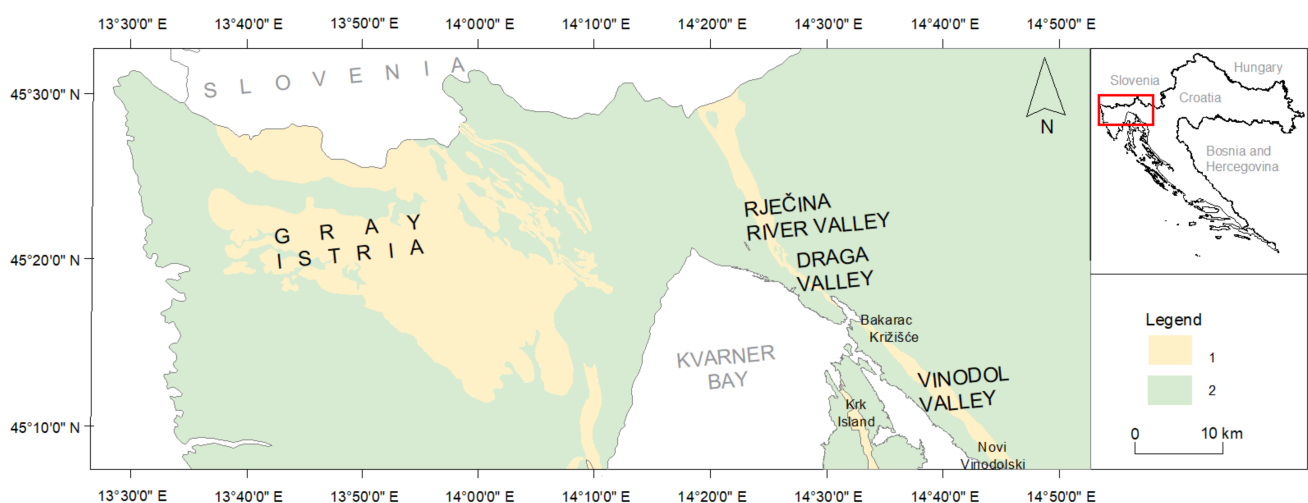 13°30'0" E 13°40'0" E 13°50'0" E 14°00'0" E 14°10'0" E 14°20'0" E 14°30'0" E 14°40'0" E 14°50'0" E
45°30'0" N
45°20'0" N
45°10'0" N
SLOVENIA
GRAY
ISTRIA
RJEČINA
RIVER VALLEY
DRAGA
VALLEY
Bakarac
Križišće
KVARNER
BAY
VINODOL
VALLEY
Krk
Island
Novi
Vinodolski
N
Slovenia
Hungary
Croatia
Bosnia and
Hercegovina
Legend
1
2
0 10 km
13°30'0" E 13°40'0" E 13°50'0" E 14°00'0" E 14°10'0" E 14°20'0" E 14°30'0" E 14°40'0" E 14°50'0" E